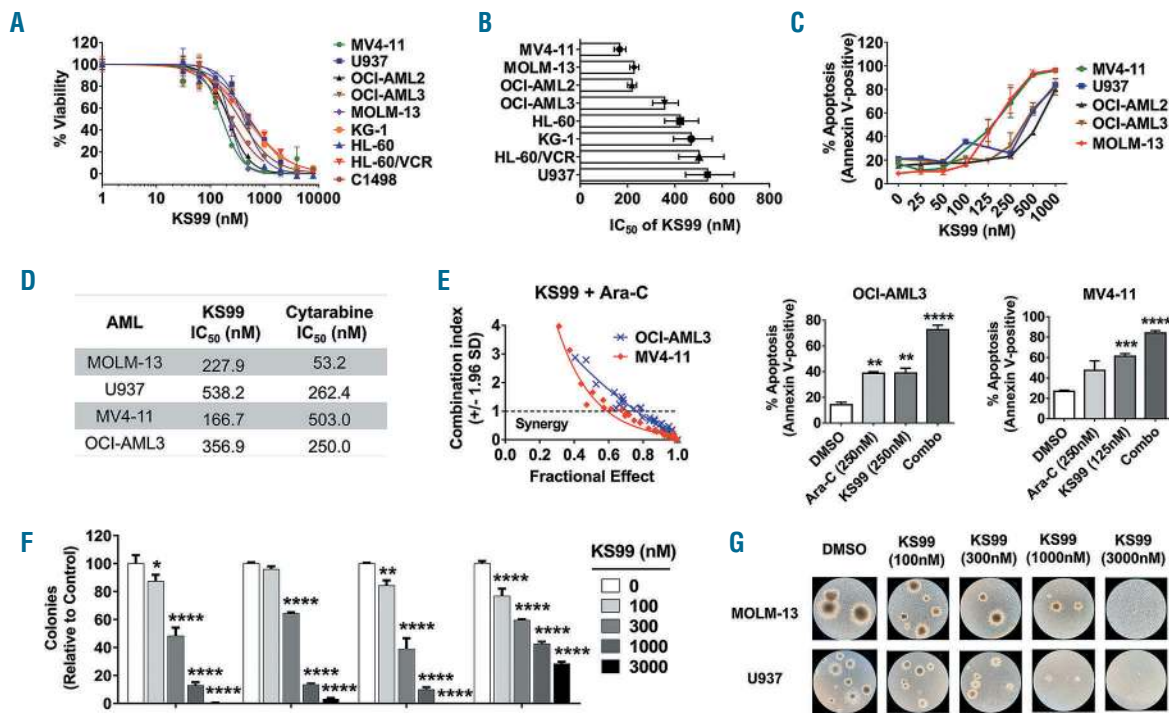 A
120
100
80
60
40
20
0
% Viability
1
10
100
1000
10000
KS99 (nM)
MV4-11
U937
OCI-AML2
OCI-AML3
MOLM-13
KG-1
HL-60
HL-60/VCR
C1498
B
MV4-11
MOLM-13
OCI-AML2
OCI-AML3
HL-60
KG-1
HL-60/VCR
U937
0
200
400
600
800
IC50 of KS99 (nM)
C
120
100
80
60
40
20
0
% Apoptosis
(Annexin V-positive)
0
25
50
100
125
250
500
1000
KS99 (nM)
MV4-11
U937
OCI-AML2
OCI-AML3
MOLM-13
D
AML KS99 IC50 (nM) Cytarabine IC50 (nM)
MOLM-13 227.9 53.2
U937 538.2 262.4
MV4-11 166.7 503.0
OCI-AML3 356.9 250.0
E
KS99 + Ara-C
Combination index
(+/- 1.96 SD)
4
3
2
1
0
Synergy
OCI-AML3
MV4-11
0.0
0.2
0.4
0.6
0.8
1.0
Fractional Effect
OCI-AML3
% Apoptosis
(Annexin V-positive)
80
60
40
20
0
**
**
****
DMSO
Ara-C (250nM)
KS99 (250nM)
Combo
MV4-11
% Apoptosis
(Annexin V-positive)
100
80
60
40
20
0
***
****
DMSO
Ara-C (250nM)
KS99 (125nM)
Combo
F
Colonies
(Relative to Control)
120
100
80
60
40
20
0
*
****
****
****
****
****
****
**
****
****
****
****
****
****
****
KS99 (nM)
0
100
300
1000
3000
G
DMSO
KS99
(100nM)
KS99
(300nM)
KS99
(1000nM)
KS99
(3000nM)
MOLM-13
U937